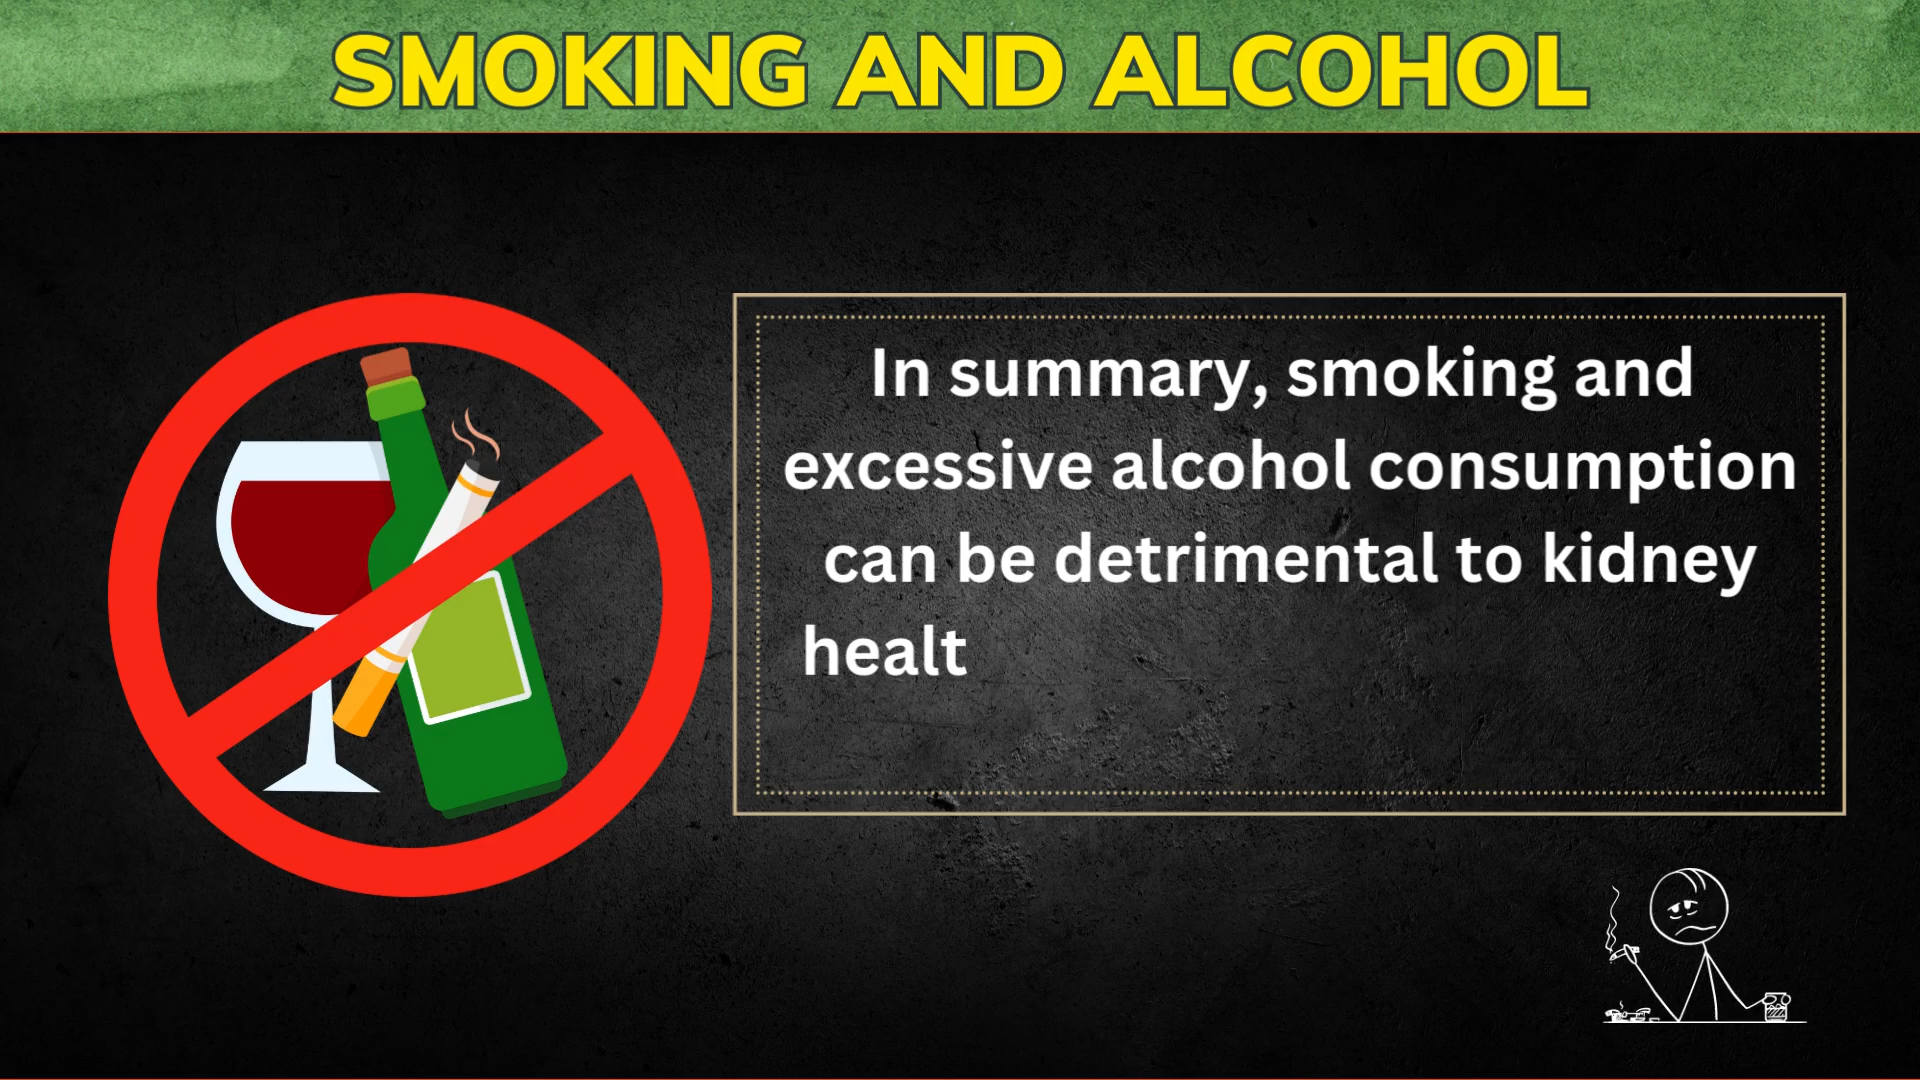 SMOKING AND ALCOHOL
In summary, smoking and
excessive alcohol consumption
can be detrimental to kidney
healt